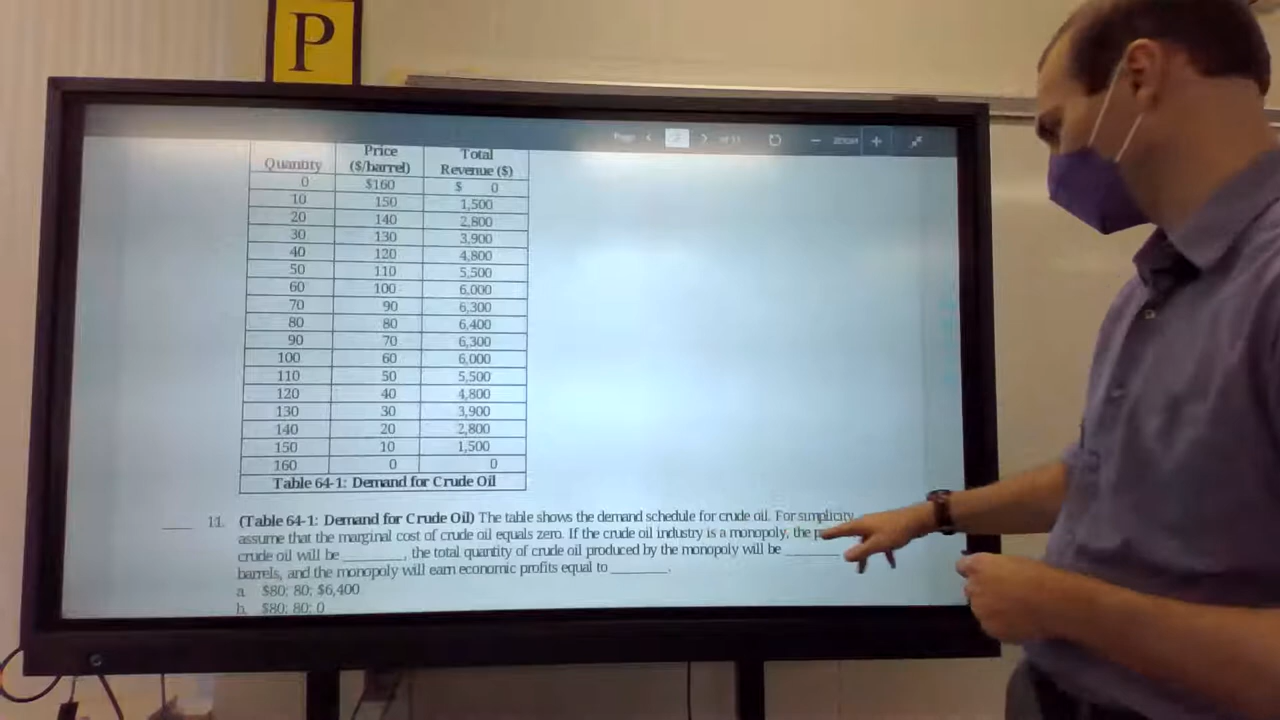 P
Page 2 of 11 ZOOM
Quantity Price ($/barrel) Total Revenue ($)
0 $160 $ 0
10 150 1,500
20 140 2,800
30 130 3,900
40 120 4,800
50 110 5,500
60 100 6,000
70 90 6,300
80 80 6,400
90 70 6,300
100 60 6,000
110 50 5,500
120 40 4,800
130 30 3,900
140 20 2,800
150 10 1,500
160 0 0
Table 64-1: Demand for Crude Oil
____ 11. (Table 64-1: Demand for Crude Oil) The table shows the demand schedule for crude oil. For simplicity
assume that the marginal cost of crude oil equals zero. If the crude oil industry is a monopoly, the
crude oil will be ________, the total quantity of crude oil produced by the monopoly will be ________
barrels, and the monopoly will earn economic profits equal to ________.
a. $80; 80; $6,400
b. $80; 80; 0